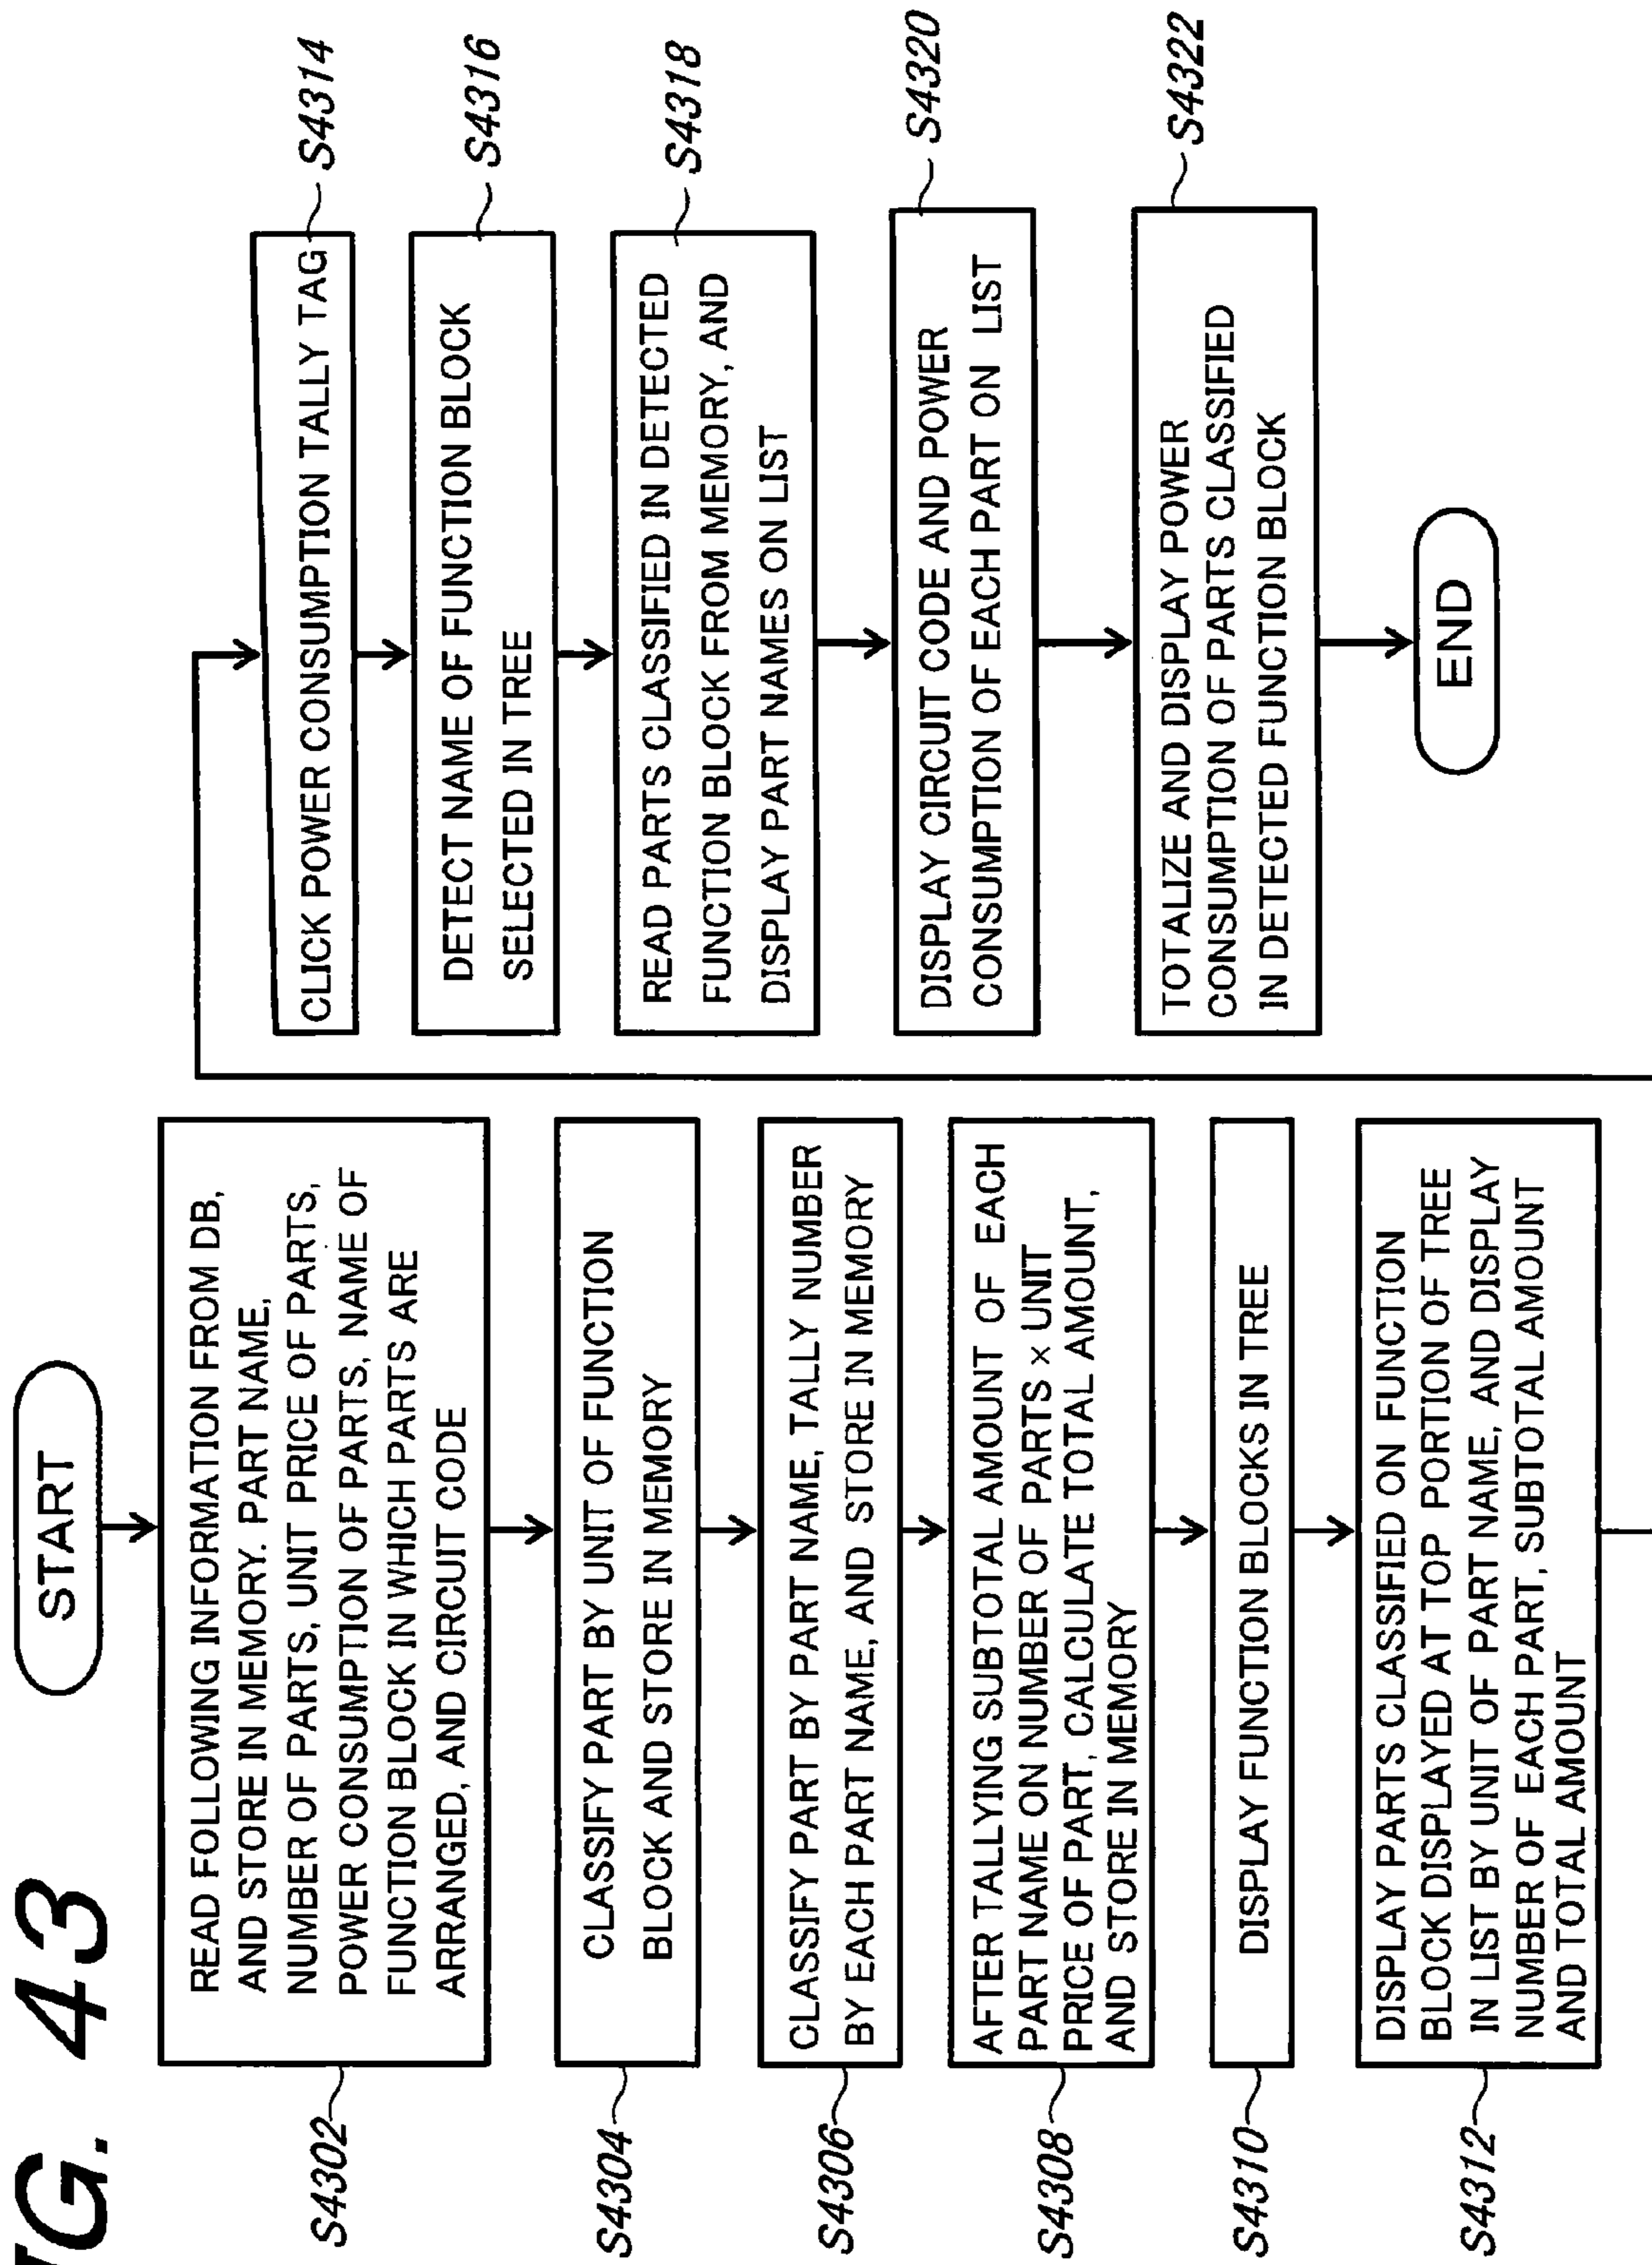 FIG. 43
START
S4302
READ FOLLOWING INFORMATION FROM DB,
AND STORE IN MEMORY. PART NAME,
NUMBER OF PARTS, UNIT PRICE OF PARTS,
POWER CONSUMPTION OF PARTS, NAME OF
FUNCTION BLOCK IN WHICH PARTS ARE
ARRANGED, AND CIRCUIT CODE
S4304
CLASSIFY PART BY UNIT OF FUNCTION
BLOCK AND STORE IN MEMORY
S4306
CLASSIFY PART BY PART NAME, TALLY NUMBER
BY EACH PART NAME, AND STORE IN MEMORY
S4308
AFTER TALLYING SUBTOTAL AMOUNT OF EACH
PART NAME ON NUMBER OF PARTS × UNIT
PRICE OF PART, CALCULATE TOTAL AMOUNT,
AND STORE IN MEMORY
S4310
DISPLAY FUNCTION BLOCKS IN TREE
S4312
DISPLAY PARTS CLASSIFIED ON FUNCTION
BLOCK DISPLAYED AT TOP PORTION OF TREE
IN LIST BY UNIT OF PART NAME, AND DISPLAY
NUMBER OF EACH PART, SUBTOTAL AMOUNT
AND TOTAL AMOUNT
CLICK POWER CONSUMPTION TALLY TAG
S4314
DETECT NAME OF FUNCTION BLOCK
SELECTED IN TREE
S4316
READ PARTS CLASSIFIED IN DETECTED
FUNCTION BLOCK FROM MEMORY, AND
DISPLAY PART NAMES ON LIST
S4318
DISPLAY CIRCUIT CODE AND POWER
CONSUMPTION OF EACH PART ON LIST
S4320
TOTALIZE AND DISPLAY POWER
CONSUMPTION OF PARTS CLASSIFIED
IN DETECTED FUNCTION BLOCK
S4322
END